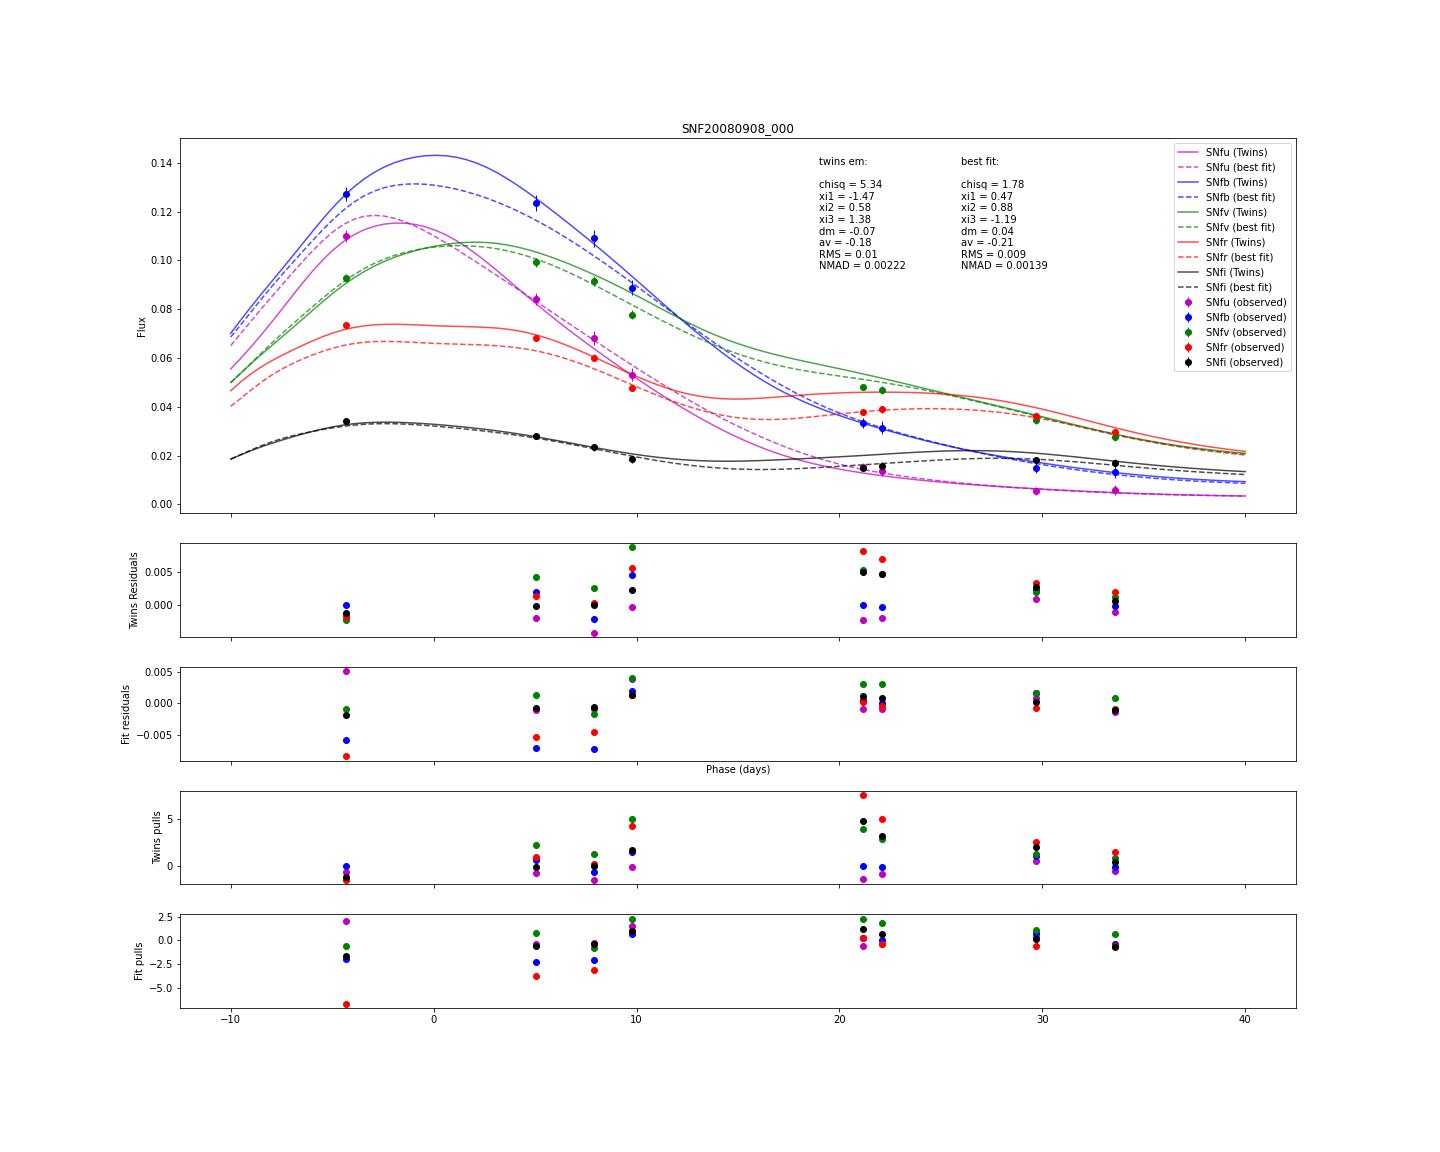 SNF20080908_000
Flux
0.14
0.12
0.10
0.08
0.06
0.04
0.02
0.00
twins em:
chisq = 5.34
xi1 = -1.47
xi2 = 0.58
xi3 = 1.38
dm = -0.07
av = -0.18
RMS = 0.01
NMAD = 0.00222
best fit:
chisq = 1.78
xi1 = 0.47
xi2 = 0.88
xi3 = -1.19
dm = 0.04
av = -0.21
RMS = 0.009
NMAD = 0.00139
SNfu (Twins)
SNfu (best fit)
SNfb (Twins)
SNfb (best fit)
SNfv (Twins)
SNfv (best fit)
SNfr (Twins)
SNfr (best fit)
SNfi (Twins)
SNfi (best fit)
SNfu (observed)
SNfb (observed)
SNfv (observed)
SNfr (observed)
SNfi (observed)
Twins Residuals
0.005
0.000
Fit residuals
0.005
0.000
−0.005
Phase (days)
Twins pulls
5
0
Fit pulls
2.5
0.0
−2.5
−5.0
−10
0
10
20
30
40